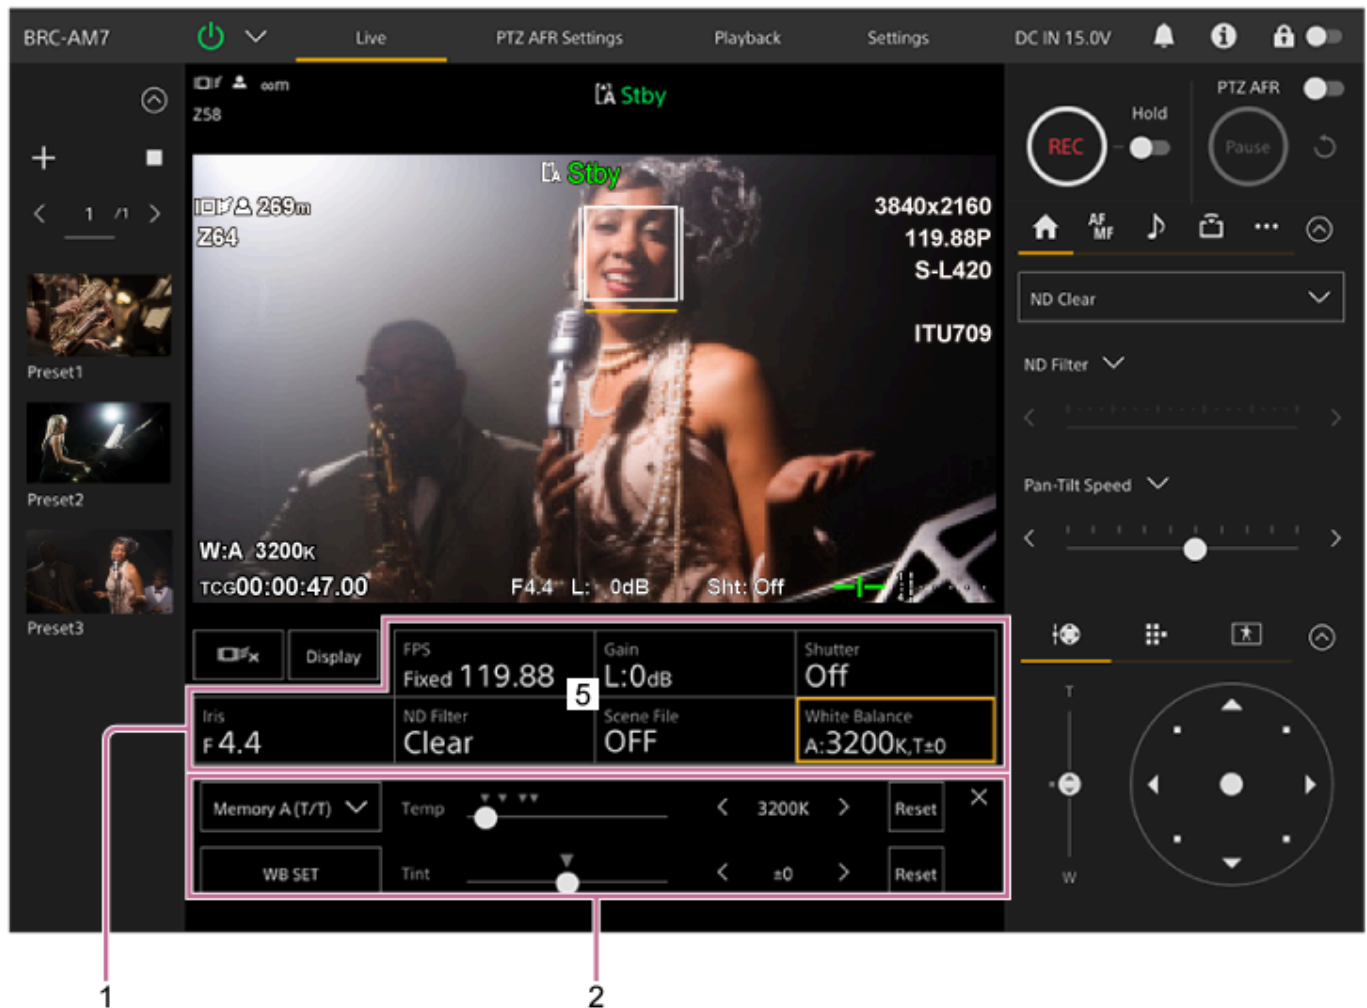 BRC-AM7
Live
PTZ AFR Settings
Playback
Settings
DC IN 15.0V
∞m
Z58
Stby
1 /1
Preset1
Preset2
Preset3
Stby
269m
Z64
3840x2160
119.88P
S-L420
ITU709
W:A 3200K
TCG00:00:47.00
F4.4 L: 0dB Sht: Off
Display
FPS
Fixed 119.88
Gain
L:0dB
Shutter
Off
5
Iris
F 4.4
ND Filter
Clear
Scene File
OFF
White Balance
A:3200K,T±0
Memory A (T/T)
Temp
3200K
Reset
WB SET
Tint
±0
Reset
PTZ AFR
REC
Hold
Pause
AF
MF
ND Clear
ND Filter
Pan-Tilt Speed
T
W
1
2